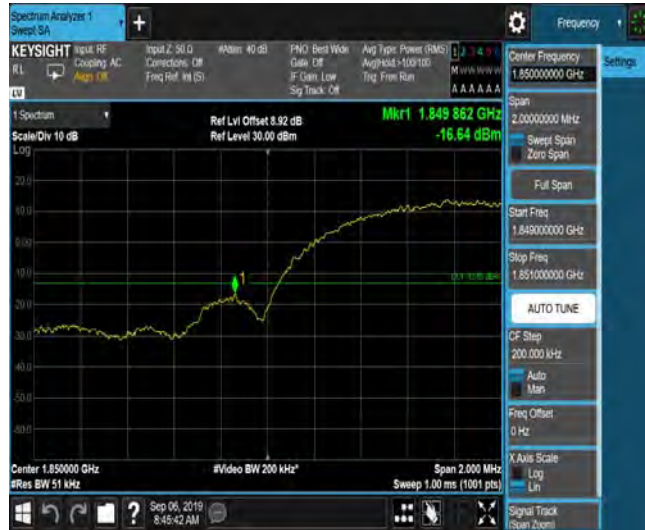 Spectrum Analyzer 1
Swept SA
Frequency
KEYSIGHT
RL
Input: RF
Coupling: AC
Align: Off
Input Z: 50 Ω
Corrections: Off
Freq Ref: Int (S)
#Atten: 40 dB
PNO: Best Wide
Gate: Off
IF Gain: Low
Sig Track: Off
Avg Type: Power (RMS)
Avg|Hold:>100/100
Trig: Free Run
1 2 3 4 5 6
M W W W W W
A A A A A A
LV
1 Spectrum
Scale/Div 10 dB
Log
Ref Lvl Offset 8.92 dB
Ref Level 30.00 dBm
Mkr1 1.849 862 GHz
-16.64 dBm
20.0
10.0
0.00
-10.0
-20.0
-30.0
-40.0
-50.0
-60.0
1
Center 1.850000 GHz
#Res BW 51 kHz
#Video BW 200 kHz*
Span 2.000 MHz
Sweep 1.00 ms (1001 pts)
Sep 06, 2019
8:45:42 AM
Center Frequency
1.850000000 GHz
Settings
Span
2.00000000 MHz
Swept Span
Zero Span
Full Span
Start Freq
1.849000000 GHz
Stop Freq
1.851000000 GHz
AUTO TUNE
CF Step
200.000 kHz
Auto
Man
Freq Offset
0 Hz
X Axis Scale
Log
Lin
Signal Track
(Span Zoom)